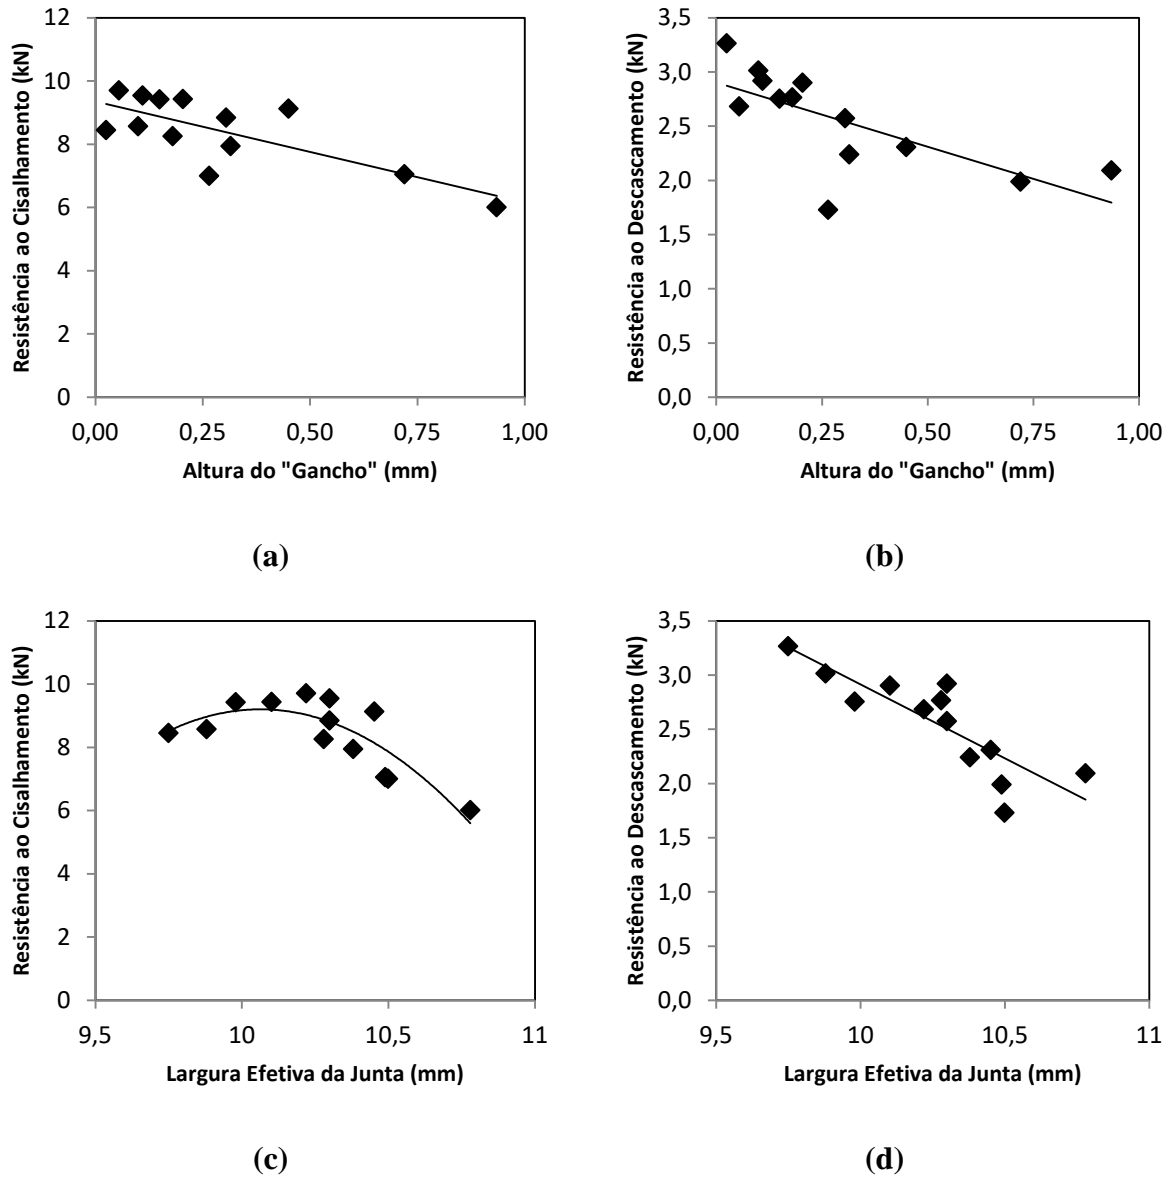 Resistência ao Cisalhamento (kN)
12
10
8
6
4
2
0
0,00 0,25 0,50 0,75 1,00
Altura do "Gancho" (mm)
(a)
Resistência ao Descascamento (kN)
3,5
3,0
2,5
2,0
1,5
1,0
0,5
0,0
0,00 0,25 0,50 0,75 1,00
Altura do "Gancho" (mm)
(b)
Resistência ao Cisalhamento (kN)
12
10
8
6
4
2
0
9,5 10 10,5 11
Largura Efetiva da Junta (mm)
(c)
Resistência ao Descascamento (kN)
3,5
3,0
2,5
2,0
1,5
1,0
0,5
0,0
9,5 10 10,5 11
Largura Efetiva da Junta (mm)
(d)